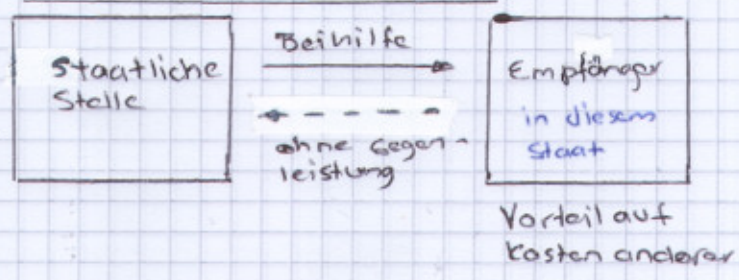 Staatliche
Stelle
Beihilfe
ohne Gegen-
leistung
Empfänger
in diesem
Staat
Vorteil auf
Kosten anderer